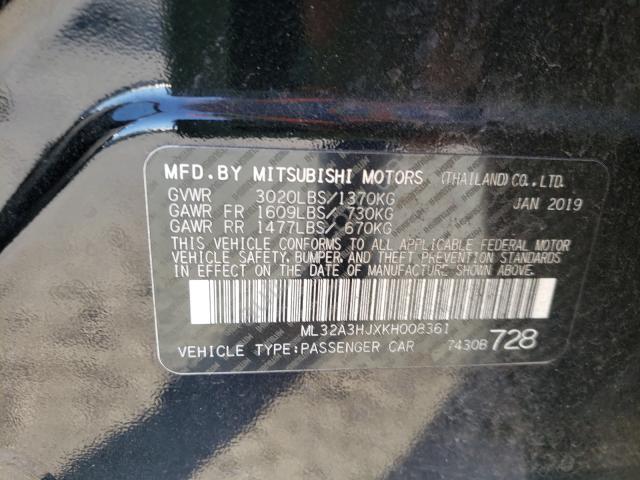 MFD.BY MITSUBISHI MOTORS (THAILAND)CO.,LTD.
GVWR 3020LBS/1370KG JAN 2019
GAWR FR 1609LBS/ 730KG
GAWR RR 1477LBS/ 670KG
THIS VEHICLE CONFORMS TO ALL APPLICABLE FEDERAL MOTOR
VEHICLE SAFETY, BUMPER, AND THEFT PREVENTION STANDARDS
IN EFFECT ON THE DATE OF MANUFACTURE SHOWN ABOVE.
ML32A3HJXKH008361
VEHICLE TYPE:PASSENGER CAR 7430B 728